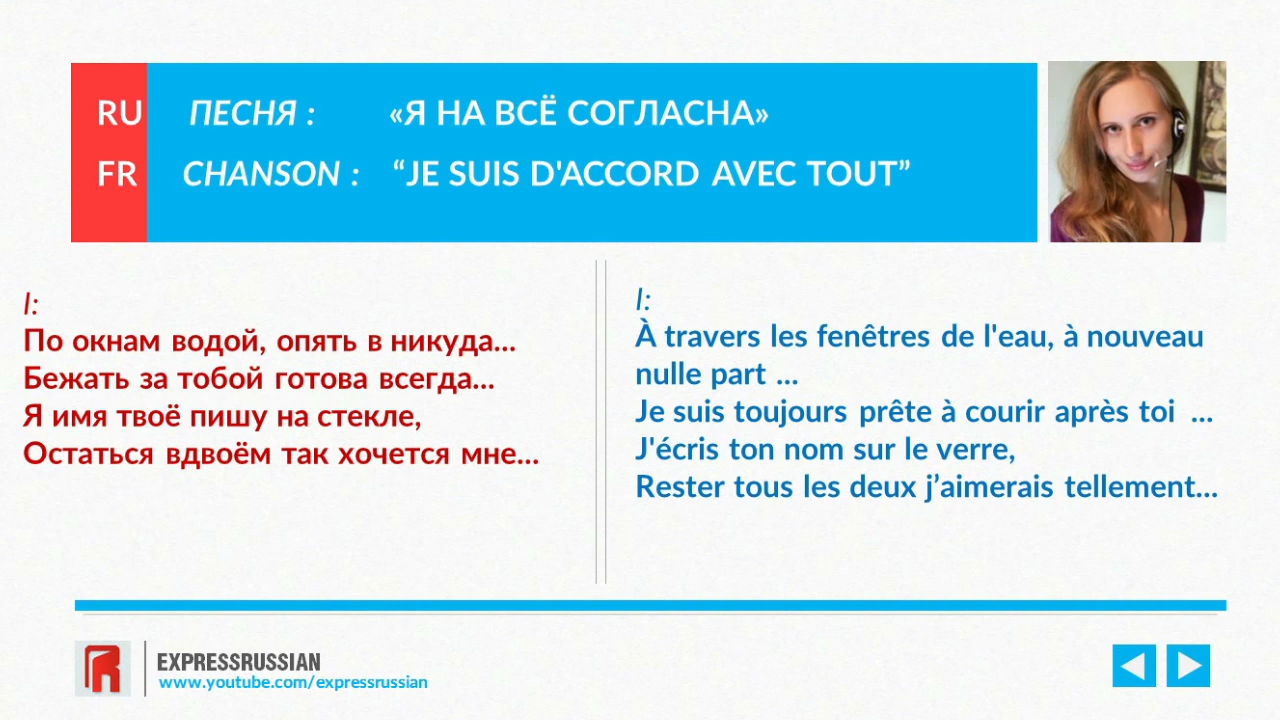 RU ПЕСНЯ : «Я НА ВСЁ СОГЛАСНА»
FR CHANSON : “JE SUIS D'ACCORD AVEC TOUT”
I:
По окнам водой, опять в никуда...
Бежать за тобой готова всегда...
Я имя твоё пишу на стекле,
Остаться вдвоём так хочется мне...
I:
À travers les fenêtres de l'eau, à nouveau
nulle part ...
Je suis toujours prête à courir après toi ...
J'écris ton nom sur le verre,
Rester tous les deux j’aimerais tellement...
EXPRESSRUSSIAN
www.youtube.com/expressrussian